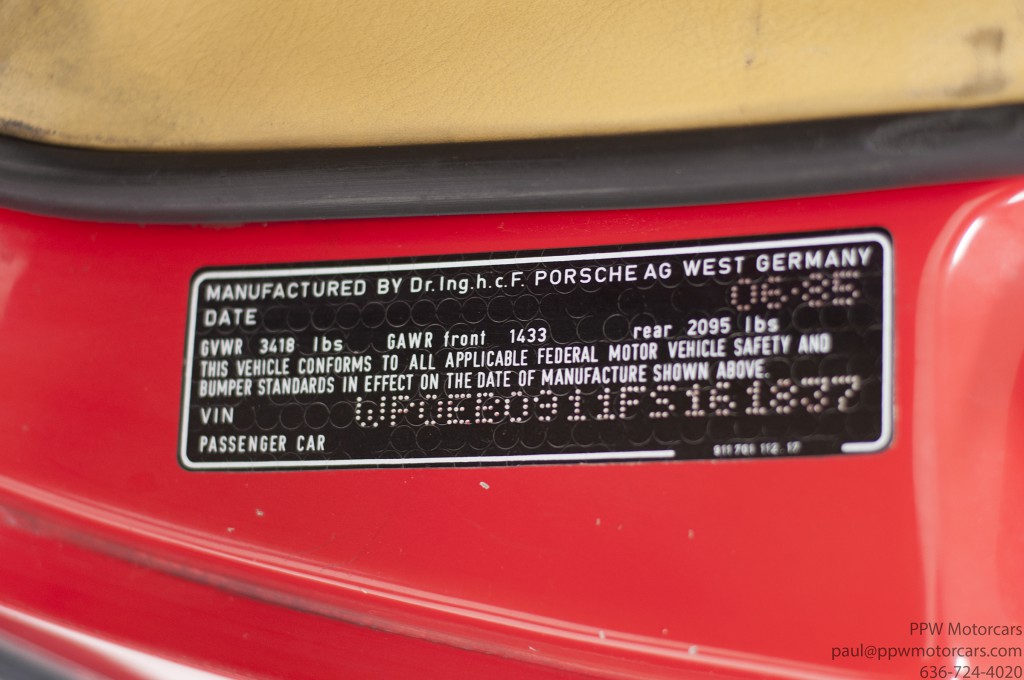 MANUFACTURED BY Dr.Ing.h.c.F. PORSCHE AG WEST GERMANY
DATE 06·85
GVWR 3418 lbs GAWR front 1433 rear 2095 lbs
THIS VEHICLE CONFORMS TO ALL APPLICABLE FEDERAL MOTOR VEHICLE SAFETY AND
BUMPER STANDARDS IN EFFECT ON THE DATE OF MANUFACTURE SHOWN ABOVE.
VIN WP0EB0911FS161837
PASSENGER CAR 911.701.112.17
PPW Motorcars
paul@ppwmotorcars.com
636-724-4020